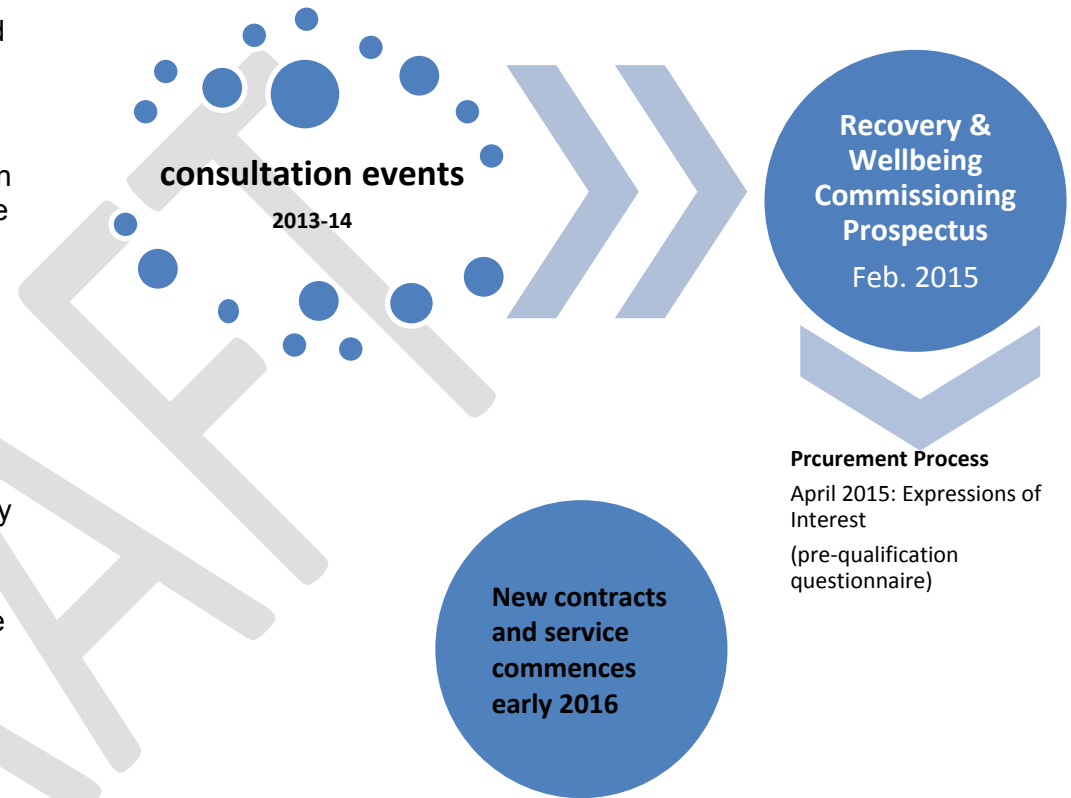 d
n
e
y
e
consultation events
2013-14
Recovery &
Wellbeing
Commissioning
Prospectus
Feb. 2015
Prcurement Process
April 2015: Expressions of
Interest
(pre-qualification
questionnaire)
New contracts
and service
commences
early 2016